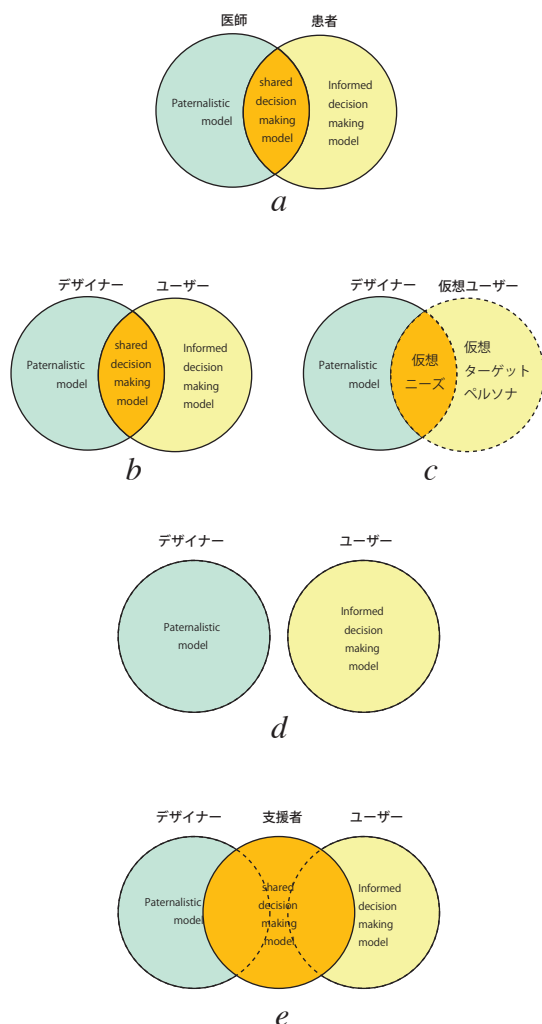 医師
患者
Paternalistic
model
shared
decision
making
model
Informed
decision
making
model
a
デザイナー
ユーザー
Paternalistic
model
shared
decision
making
model
Informed
decision
making
model
b
デザイナー
仮想ユーザー
Paternalistic
model
仮想
ニーズ
仮想
ターゲット
ペルソナ
c
デザイナー
ユーザー
Paternalistic
model
Informed
decision
making
model
d
デザイナー
支援者
ユーザー
Paternalistic
model
shared
decision
making
model
Informed
decision
making
model
e